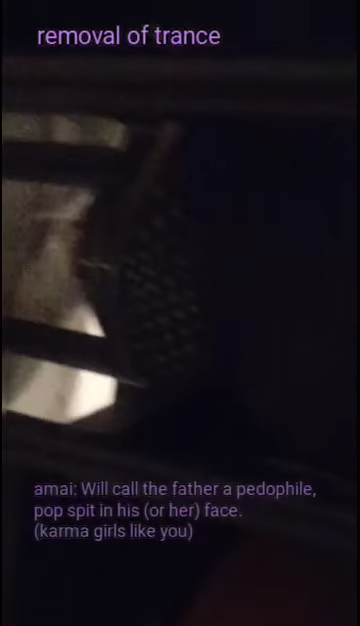 removal of trance
amai: Will call the father a pedophile,
pop spit in his (or her) face.
(karma girls like you)